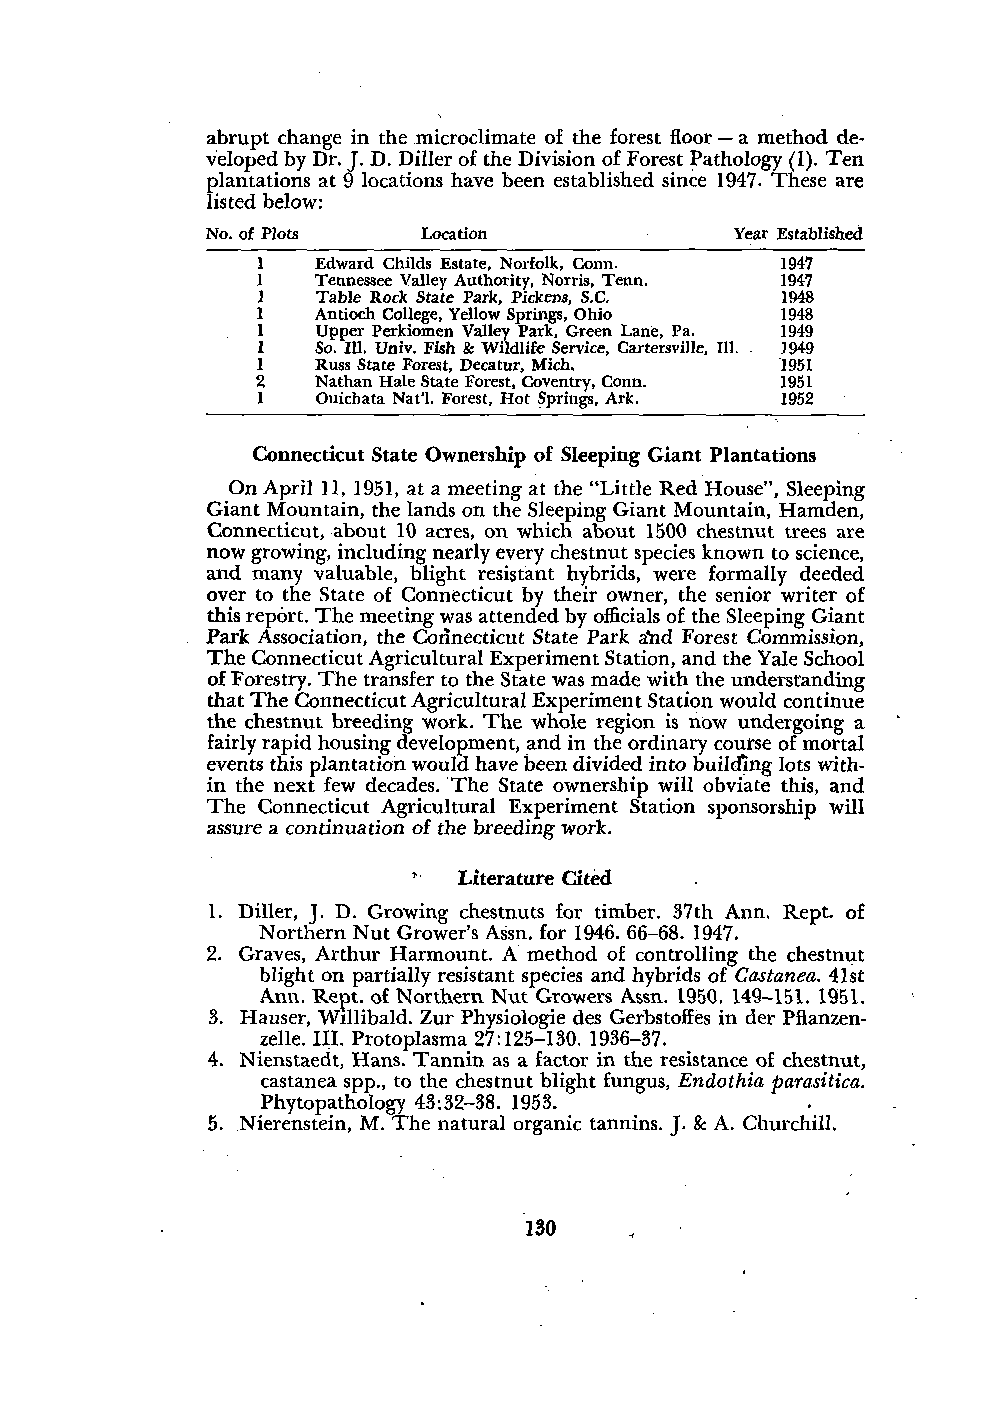 abrupt change in the microclimate of the forest floor — a method de-
veloped by Dr. J. D. Diller of the Division of Forest Pathology (1). Ten
plantations at 9 locations have been established since 1947. These are
listed below:
No. of Plots Location Year Established
1 Edward Childs Estate, Norfolk, Conn. 1947
1 Tennessee Valley Authority, Norris, Tenn. 1947
1 Table Rock State Park, Pickens, S.C. 1948
1 Antioch College, Yellow Springs, Ohio 1948
1 Upper Perkiomen Valley Park, Green Lane, Pa. 1949
1 So. Ill. Univ. Fish & Wildlife Service, Cartersville, Ill. 1949
1 Russ State Forest, Decatur, Mich. 1951
2 Nathan Hale State Forest, Coventry, Conn. 1951
1 Ouichata Nat'l. Forest, Hot Springs, Ark. 1952
Connecticut State Ownership of Sleeping Giant Plantations
On April 11, 1951, at a meeting at the "Little Red House", Sleeping
Giant Mountain, the lands on the Sleeping Giant Mountain, Hamden,
Connecticut, about 10 acres, on which about 1500 chestnut trees are
now growing, including nearly every chestnut species known to science,
and many valuable, blight resistant hybrids, were formally deeded
over to the State of Connecticut by their owner, the senior writer of
this report. The meeting was attended by officials of the Sleeping Giant
Park Association, the Connecticut State Park and Forest Commission,
The Connecticut Agricultural Experiment Station, and the Yale School
of Forestry. The transfer to the State was made with the understanding
that The Connecticut Agricultural Experiment Station would continue
the chestnut breeding work. The whole region is now undergoing a
fairly rapid housing development, and in the ordinary course of mortal
events this plantation would have been divided into building lots with-
in the next few decades. The State ownership will obviate this, and
The Connecticut Agricultural Experiment Station sponsorship will
assure a continuation of the breeding work.
Literature Cited
1. Diller, J. D. Growing chestnuts for timber. 37th Ann. Rept. of
Northern Nut Grower's Assn. for 1946. 66–68. 1947.
2. Graves, Arthur Harmount. A method of controlling the chestnut
blight on partially resistant species and hybrids of Castanea. 41st
Ann. Rept. of Northern Nut Growers Assn. 1950. 149–151. 1951.
3. Hauser, Willibald. Zur Physiologie des Gerbstoffes in der Pflanzen-
zelle. III. Protoplasma 27:125–130. 1936–37.
4. Nienstaedt, Hans. Tannin as a factor in the resistance of chestnut,
castanea spp., to the chestnut blight fungus, Endothia parasitica.
Phytopathology 43:32–38. 1953.
5. Nierenstein, M. The natural organic tannins. J. & A. Churchill.
130